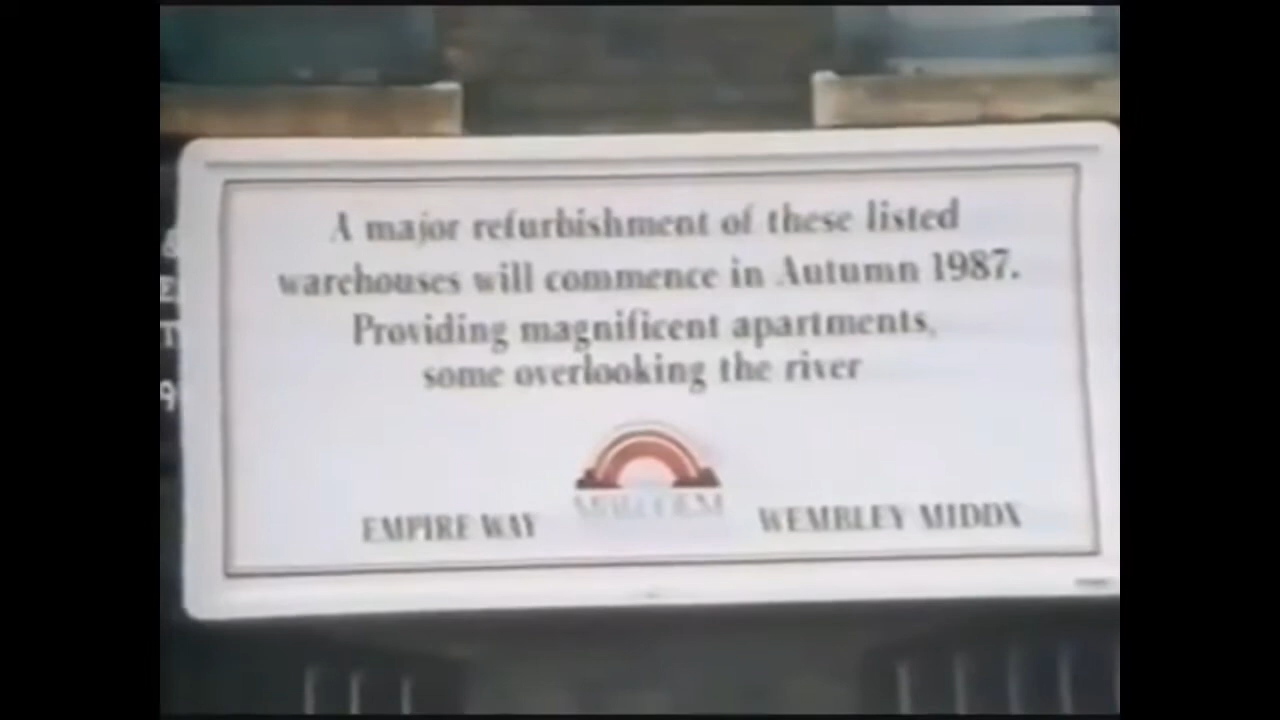 A major refurbishment of these listed
warehouses will commence in Autumn 1987.
Providing magnificent apartments,
some overlooking the river
EMPIRE WAY
WEMBLEY MIDDX